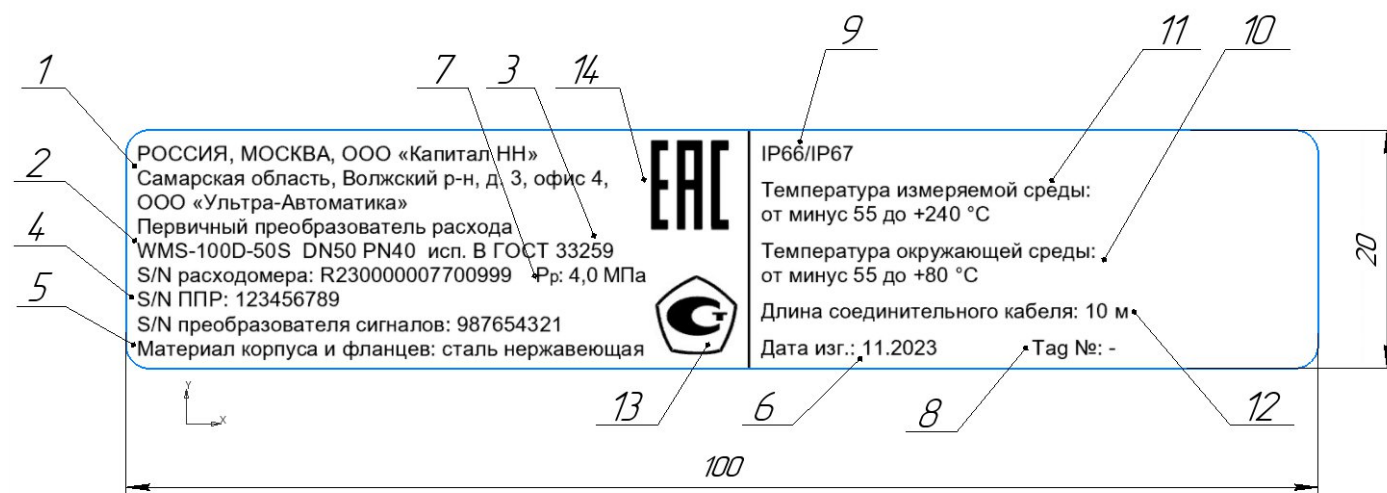 9 11 10
1 7 3 14
РОССИЯ, МОСКВА, ООО «Капитал НН»
Самарская область, Волжский р-н, д. 3, офис 4,
ООО «Ультра-Автоматика»
Первичный преобразователь расхода
WMS-100D-50S DN50 PN40 исп. В ГОСТ 33259
S/N расходомера: R230000007700999 Рр: 4,0 МПа
S/N ППР: 123456789
S/N преобразователя сигналов: 987654321
Материал корпуса и фланцев: сталь нержавеющая
2
4
5
EAC
Ст
IP66/IP67
Температура измеряемой среды:
от минус 55 до +240 °С
Температура окружающей среды:
от минус 55 до +80 °С
Длина соединительного кабеля: 10 м
Дата изг.: 11.2023 Tag №: -
20
Y
X
13 6 8 12
100